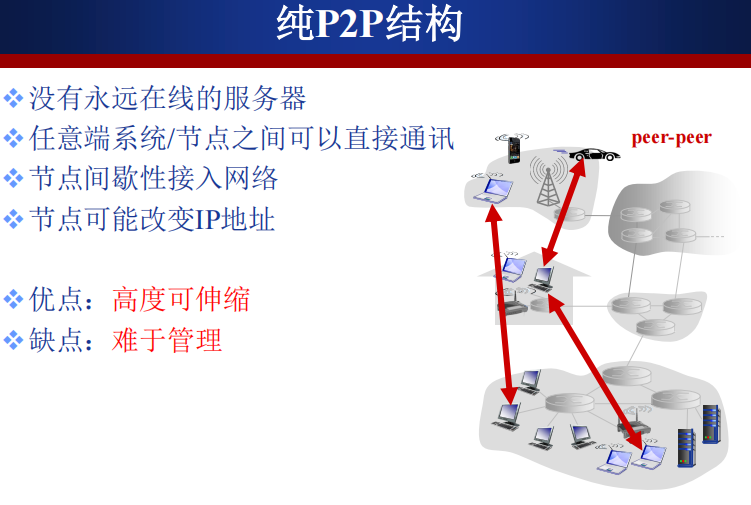 纯P2P结构
没有永远在线的服务器
任意端系统/节点之间可以直接通讯
节点间歇性接入网络
节点可能改变IP地址
优点：高度可伸缩
缺点：难于管理
peer-peer